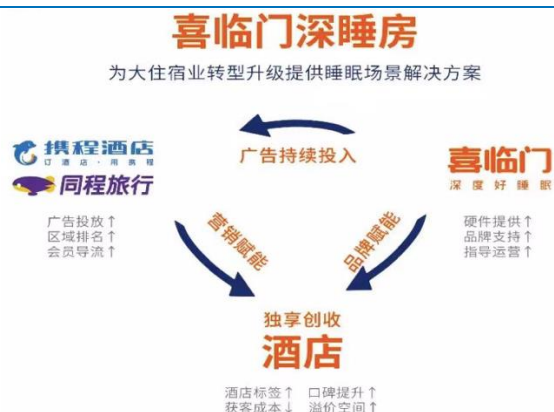 喜临门深睡房
为大住宿业转型升级提供睡眠场景解决方案
携程酒店
订酒店·用携程
同程旅行
广告投放↑
区域排名↑
会员导流↑
广告持续投入
喜临门
深度好睡眠
硬件提供↑
品牌支持↑
指导运营↑
营销赋能
品牌赋能
独享创收
酒店
酒店标签↑ 口碑提升↑
获客成本↓ 溢价空间↑